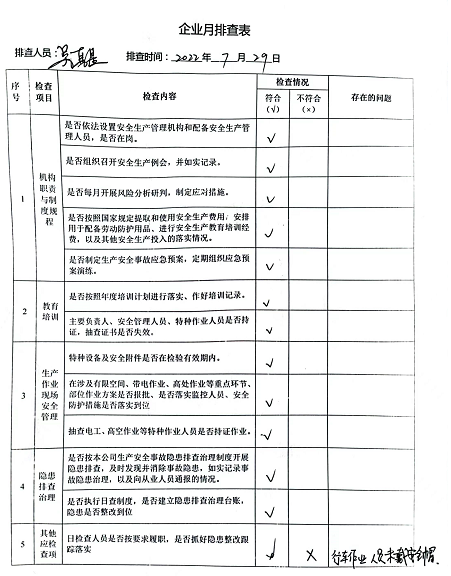 企业月排查表
排查人员： 排查时间：2022年 7 月 29日
序号 检查项目 检查内容 检查情况 存在的问题
符合（√） 不符合（×）
1 机构职责与制度规程
是否依法设置安全生产管理机构和配备安全生产管
理人员，是否在岗。 √
是否组织召开安全生产例会，并如实记录。 √
是否每月开展风险分析研判，制定应对措施。 √
是否按照国家规定提取和使用安全生产费用，安排
用于配备劳动防护用品、进行安全生产教育培训经
费，以及其他安全生产投入的落实情况。 √
是否制定生产安全事故应急预案，定期组织应急预
案演练。 √
2 教育培训
是否按照年度培训计划进行落实、作好培训记录。 √
主要负责人、安全管理人员、特种作业人员是否持
证，抽查证书是否失效。 √
3 生产作业现场安全管理
特种设备及安全附件是否在检验有效期内。 √
在涉及有限空间、带电作业、高处作业等重点环节、
部位作业方案是否报批、是否落实监控人员、安全
防护措施是否落实到位 √
抽查电工、高空作业等特种作业人员是否持证作业。 √
4 隐患排查治理
是否按本公司生产安全事故隐患排查治理制度开展
隐患排查，及时发现并消除事故隐患，如实记录事
故隐患治理，以及向从业人员通报的情况。 √
是否执行日查制度，是否建立隐患排查治理台账，
隐患是否整改到位 √
5 其他应检查项
日检查人员是否按要求履职，是否抓好隐患整改跟
踪落实 √ × 行车作业人员未戴安全帽